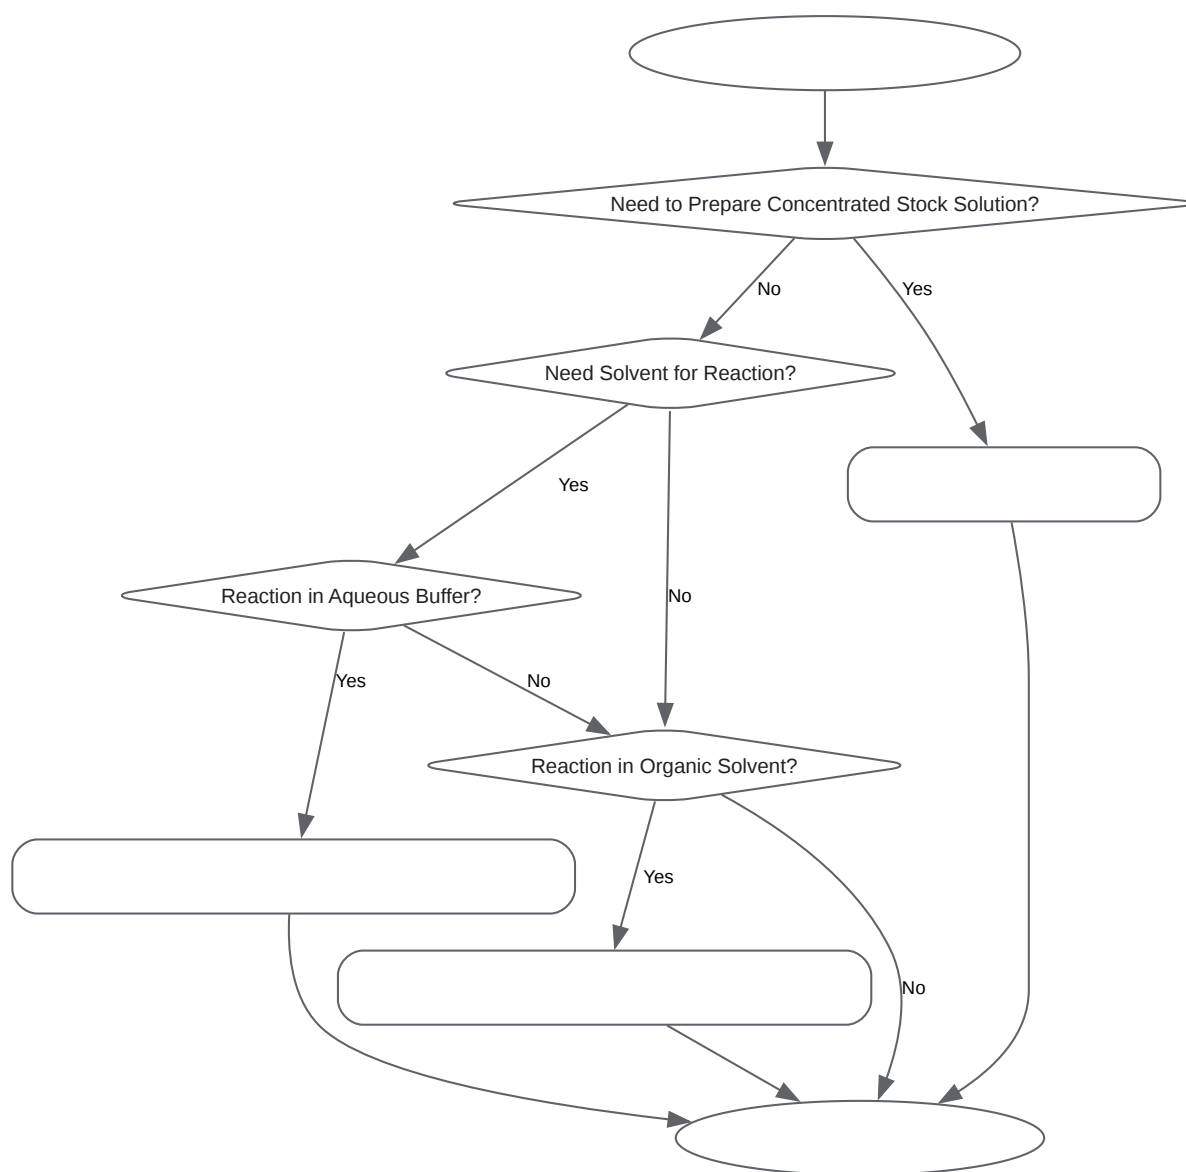 Need to Prepare Concentrated Stock Solution?
No
Yes
Need Solvent for Reaction?
Yes
No
Reaction in Aqueous Buffer?
Yes
No
Reaction in Organic Solvent?
Yes
No